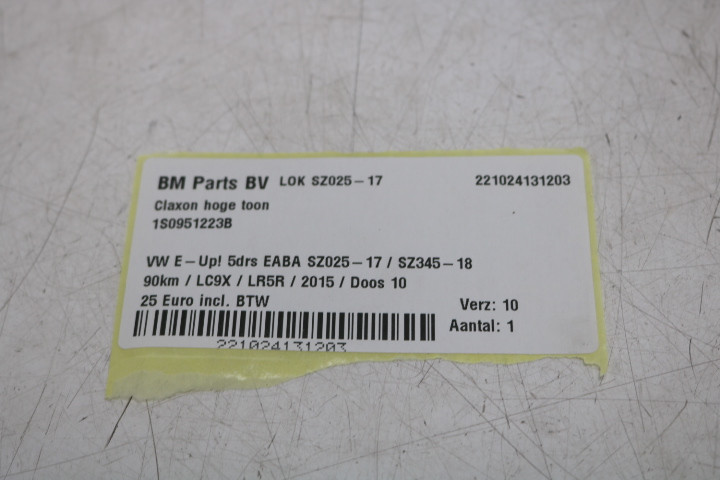 BM Parts BV LOK SZ025-17 221024131203
Claxon hoge toon
1S0951223B
VW E-Up! 5drs EABA SZ025-17 / SZ345-18
90km / LC9X / LR5R / 2015 / Doos 10
25 Euro incl. BTW Verz: 10
Aantal: 1
221024131203